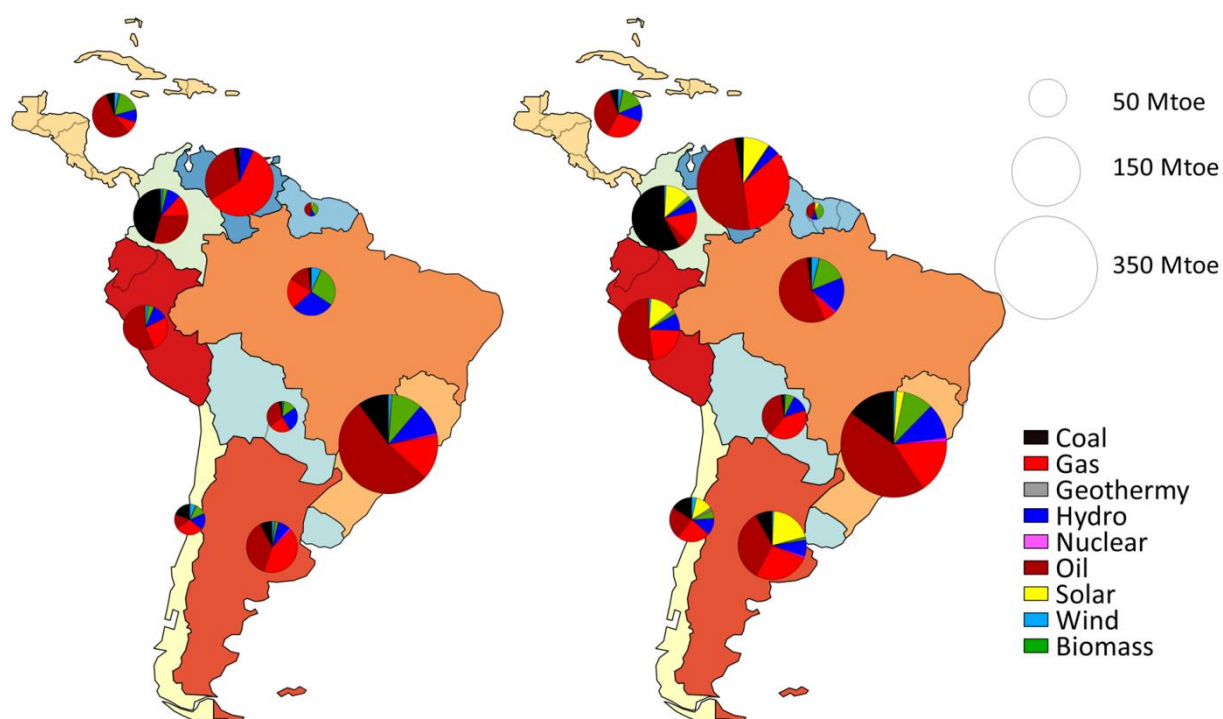 50 Mtoe
150 Mtoe
350 Mtoe
Coal
Gas
Geothermy
Hydro
Nuclear
Oil
Solar
Wind
Biomass